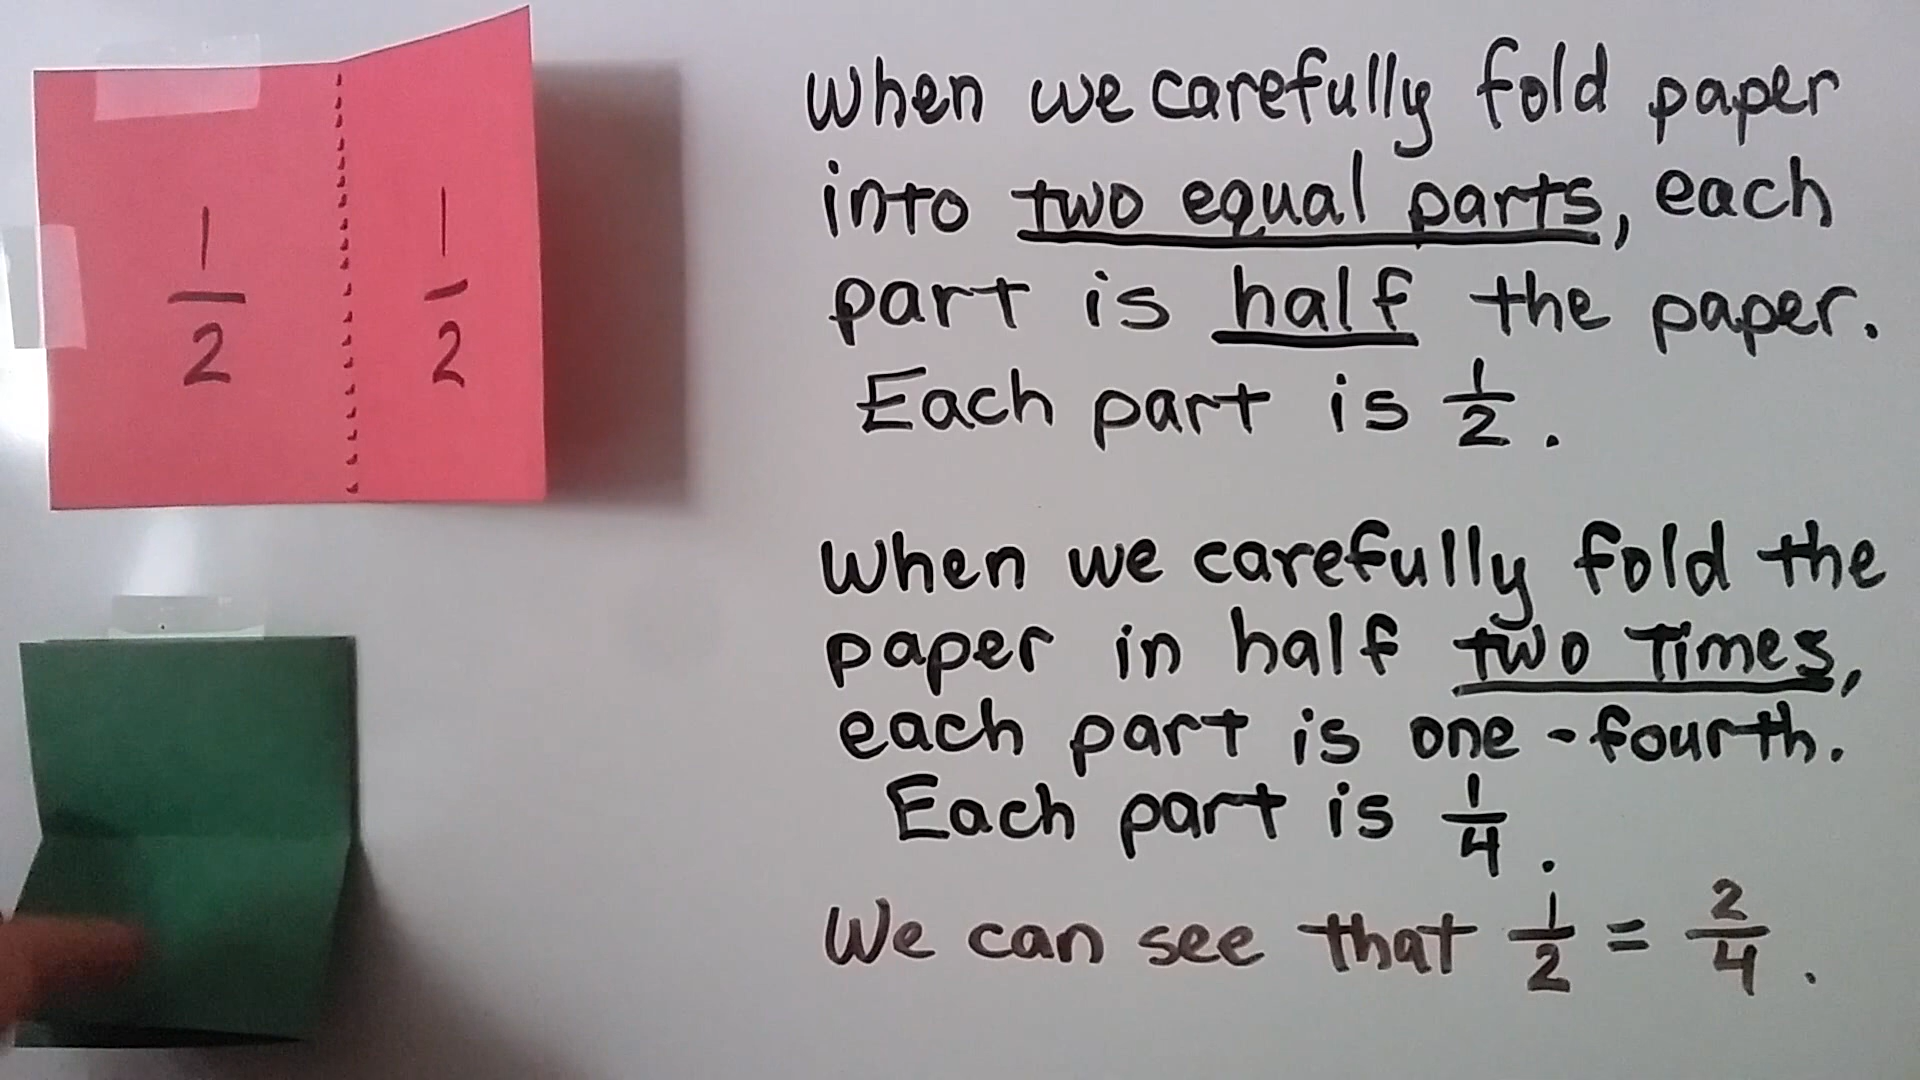 1/2 1/2
When we carefully fold paper
into two equal parts, each
part is half the paper.
Each part is 1/2.
When we carefully fold the
paper in half two times,
each part is one-fourth.
Each part is 1/4.
We can see that 1/2 = 2/4.